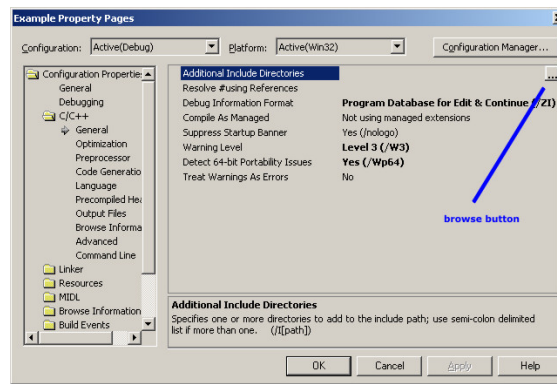 Example Property Pages
Configuration: Active(Debug) Platform: Active(Win32) Configuration Manager...
Configuration Propertie
General
Debugging
C/C++
General
Optimization
Preprocessor
Code Generatio
Language
Precompiled Hea
Output Files
Browse Informa
Advanced
Command Line
Linker
Resources
MIDL
Browse Information
Build Events
Additional Include Directories ...
Resolve #using References
Debug Information Format Program Database for Edit & Continue (/ZI)
Compile As Managed Not using managed extensions
Suppress Startup Banner Yes (/nologo)
Warning Level Level 3 (/W3)
Detect 64-bit Portability Issues Yes (/Wp64)
Treat Warnings As Errors No
browse button
Additional Include Directories
Specifies one or more directories to add to the include path; use semi-colon delimited
list if more than one. (/I[path])
OK Cancel Apply Help